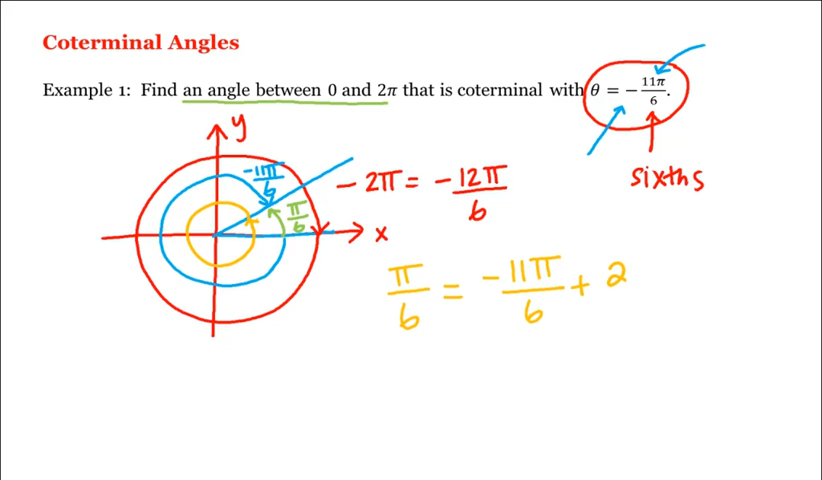 Coterminal Angles
Example 1: Find an angle between 0 and 2π that is coterminal with θ = −11π/6.
sixths
y
-11π/6
π/6
x
- 2π = -12π/6
π/6 = -11π/6 + 2